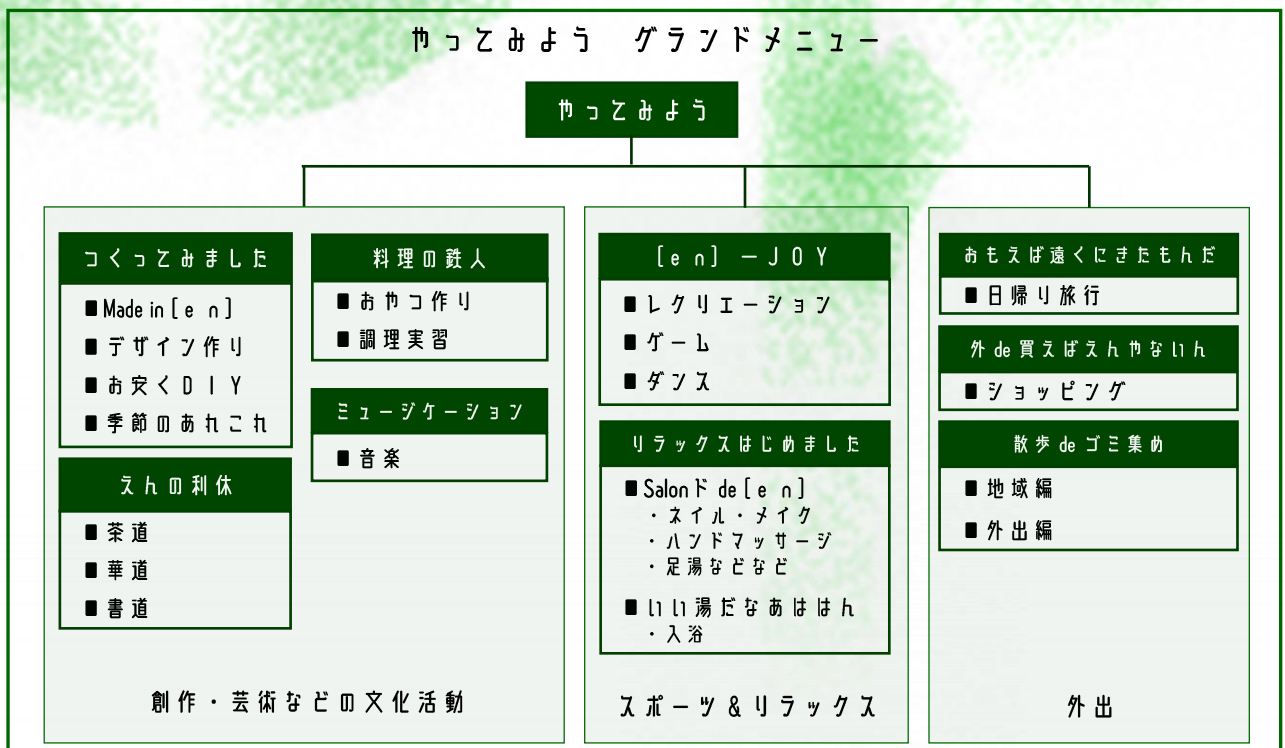 やってみよう グランドメニュー
やってみよう
つくってみました
■Made in [en]
■デザイン作り
■お安くDIY
■季節のあれこれ
えんの利休
■茶道
■華道
■書道
料理の鉄人
■おやつ作り
■調理実習
ミュージケーション
■音楽
創作・芸術などの文化活動
[en]-JOY
■レクリエーション
■ゲーム
■ダンス
リラックスはじめました
■Salonド de [en]
・ネイル・メイク
・ハンドマッサージ
・足湯などなど
■いい湯だなあははん
・入浴
スポーツ&リラックス
おもえば遠くにきたもんだ
■日帰り旅行
外 de 買えばえんやないん
■ショッピング
散歩 de ゴミ集め
■地域編
■外出編
外出